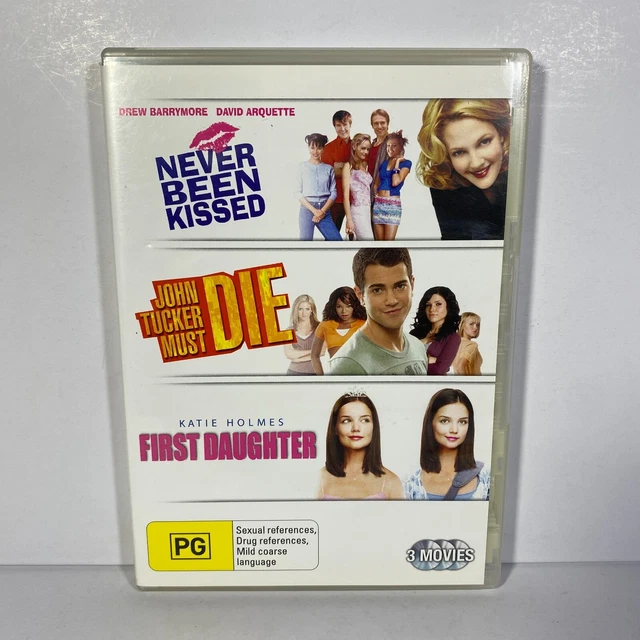 DREW BARRYMORE DAVID ARQUETTE
NEVER
BEEN
KISSED
JOHN
TUCKER
MUST
DIE
KATIE HOLMES
FIRST DAUGHTER
PG
Sexual references,
Drug references,
Mild coarse
language
3 MOVIES